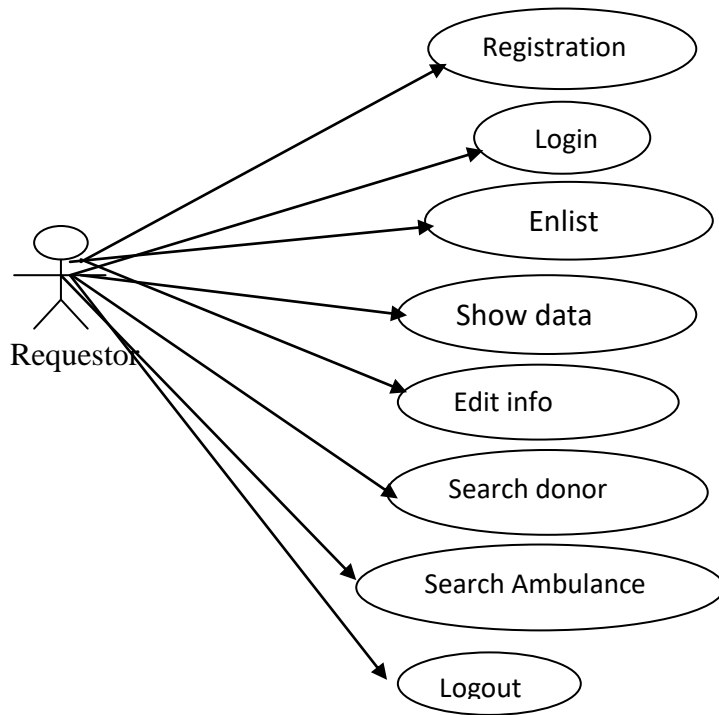 Registration
Login
Enlist
Show data
Requestor
Edit info
Search donor
Search Ambulance
Logout